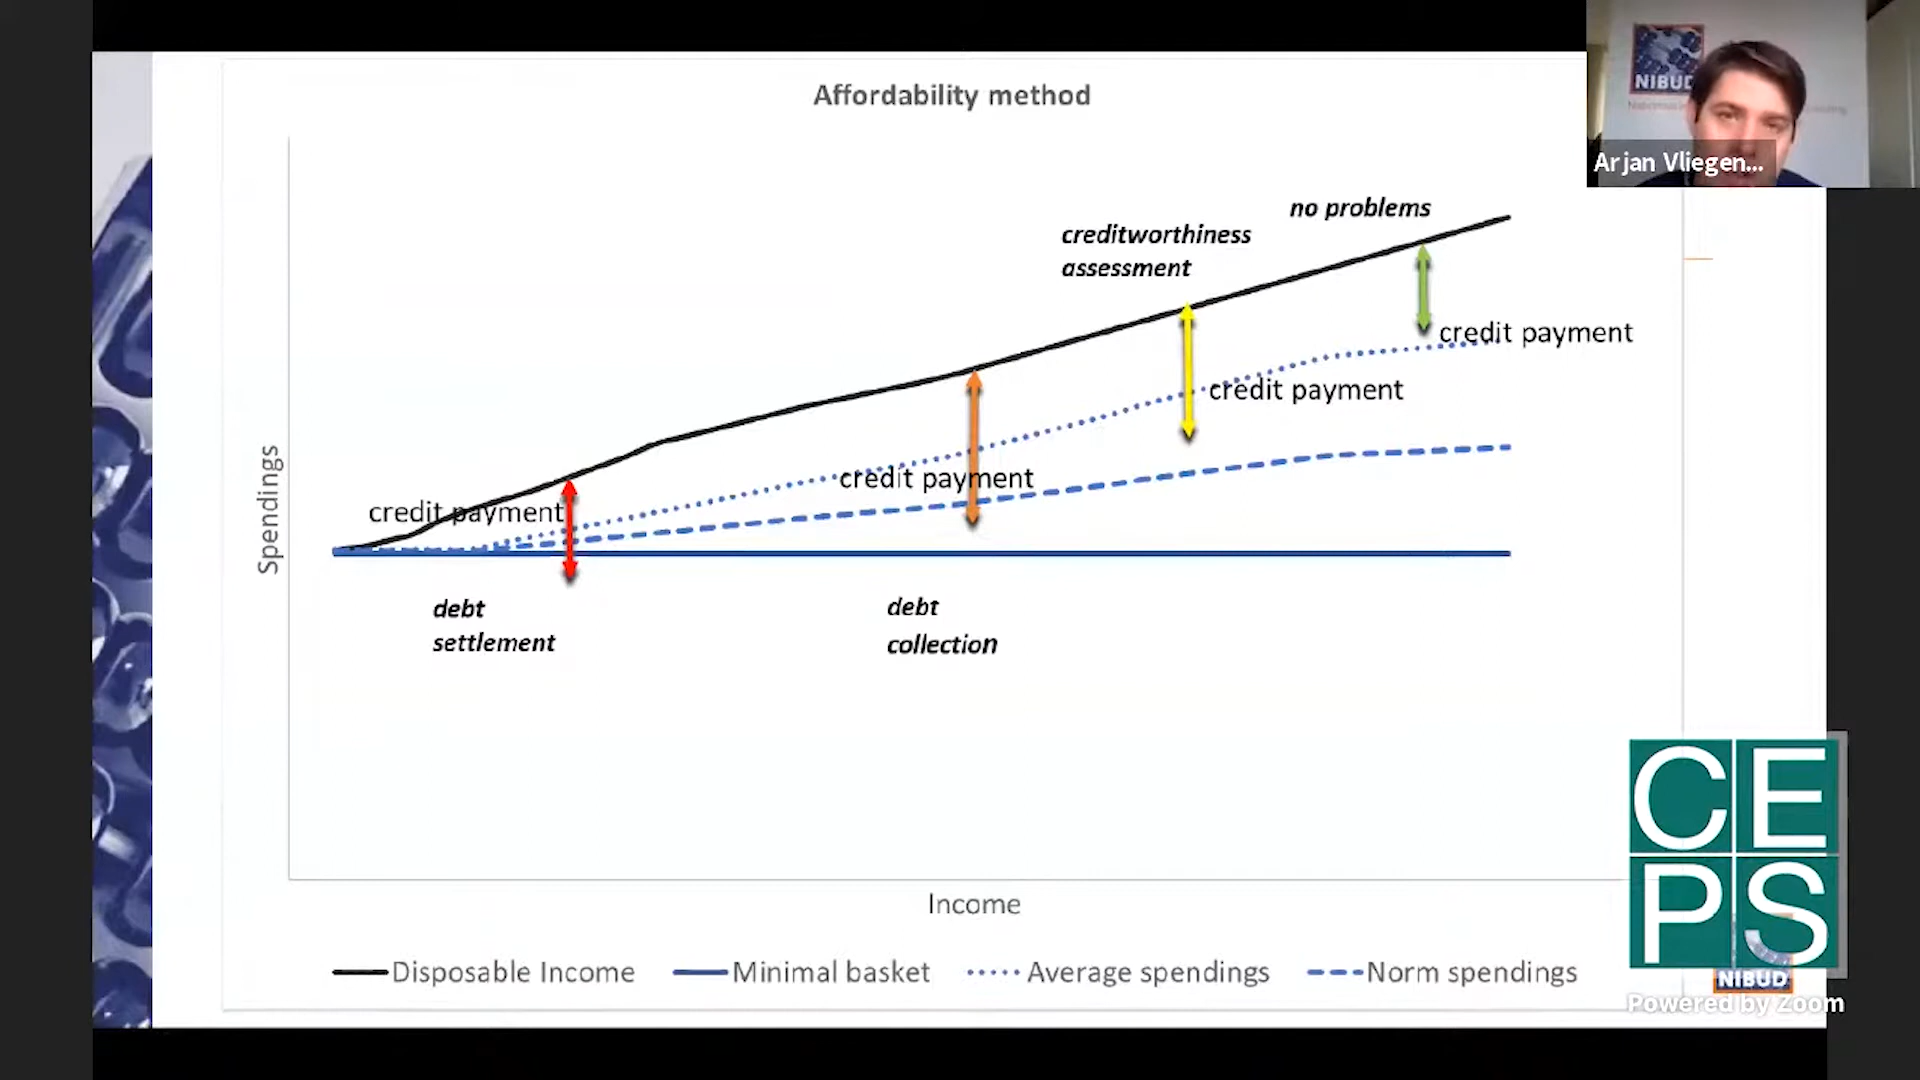 Affordability method
NIBUD
Arjan Vliegen...
no problems
creditworthiness
assessment
credit payment
credit payment
credit payment
credit payment
Spendings
debt
settlement
debt
collection
Income
Disposable Income
Minimal basket
Average spendings
Norm spendings
CE
PS
NIBUD
Powered by Zoom